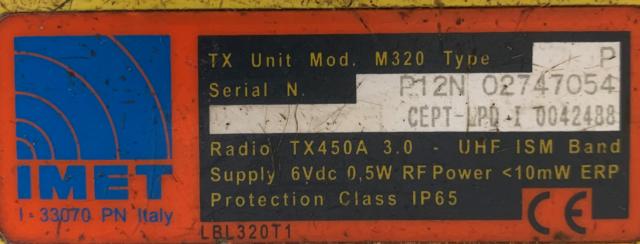 IMET
I - 33070 PN Italy
TX Unit Mod. M320 Type P
Serial N. P12N 02747054
CEPT-LPD-I 0042488
Radio TX450A 3.0 - UHF ISM Band
Supply 6Vdc 0,5W RF Power <10mW ERP
Protection Class IP65
CE
LBL320T1